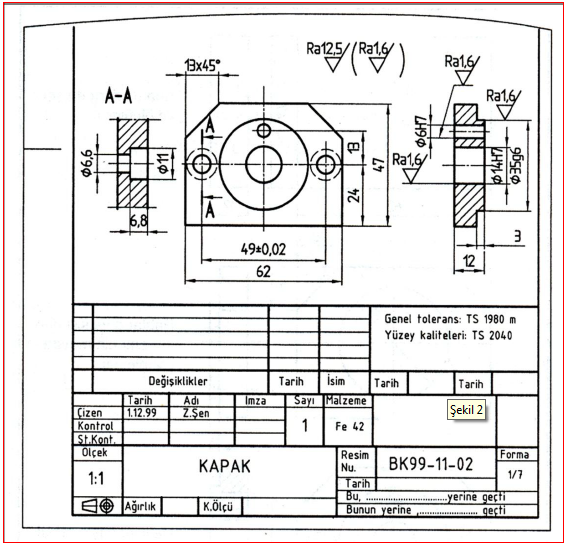 Ra12,5 ( Ra1,6 )
13x45°
A-A
Ra1,6
Ra1,6
Ra1,6
A
A
Φ6,6
Φ11
6,8
13
24
47
49±0,02
62
Φ6H7
Φ14H7
Φ35g6
3
12
Genel tolerans: TS 1980 m
Yüzey kaliteleri: TS 2040
Değişiklikler Tarih İsim Tarih Tarih
Tarih Adı Imza Sayı Malzeme
Çizen 1.12.99 Z.Şen
Kontrol
St.Kont.
1 Fe 42
Şekil 2
Ölçek
1:1
KAPAK
Resim Nu. BK99-11-02
Forma
1/7
Tarih
Ağırlık K.Ölçü
Bu, ........................yerine geçti
Bunun yerine ,..................geçti